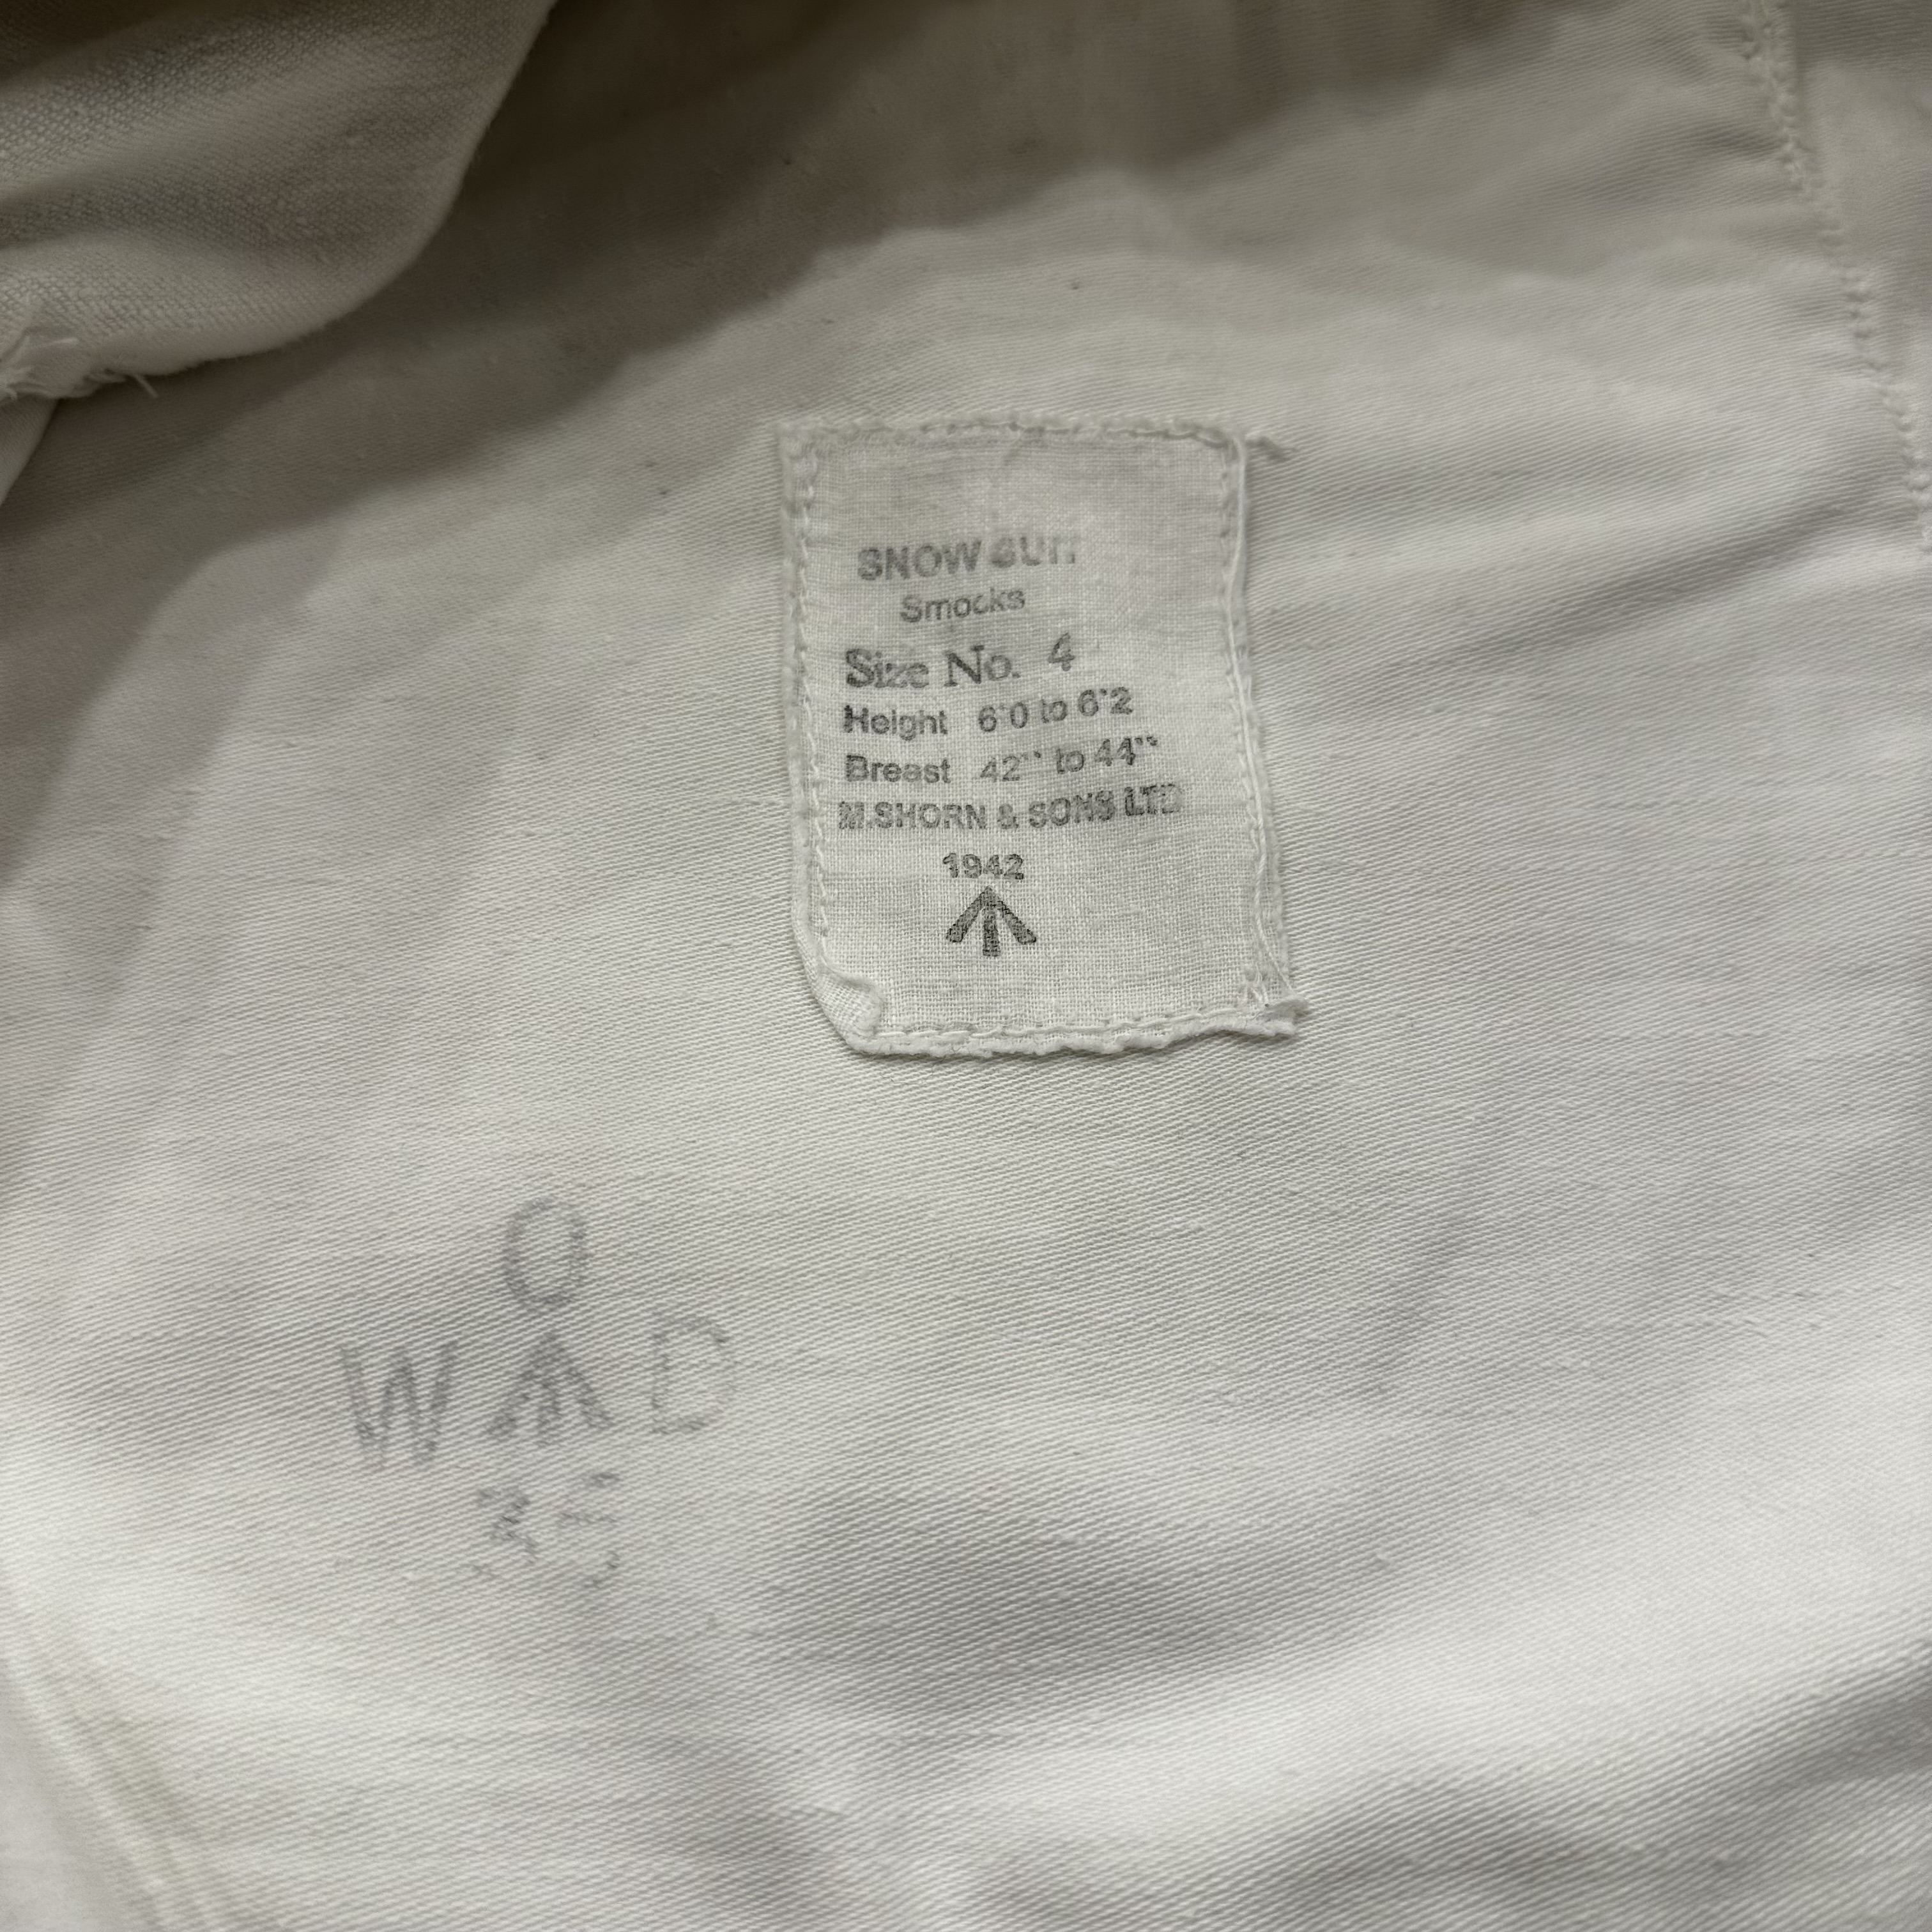 SNOW SUIT
Smocks
Size No. 4
Height 6'0 to 6'2
Breast 42" to 44"
M.SHORN & SONS LTD
1942
O
W D